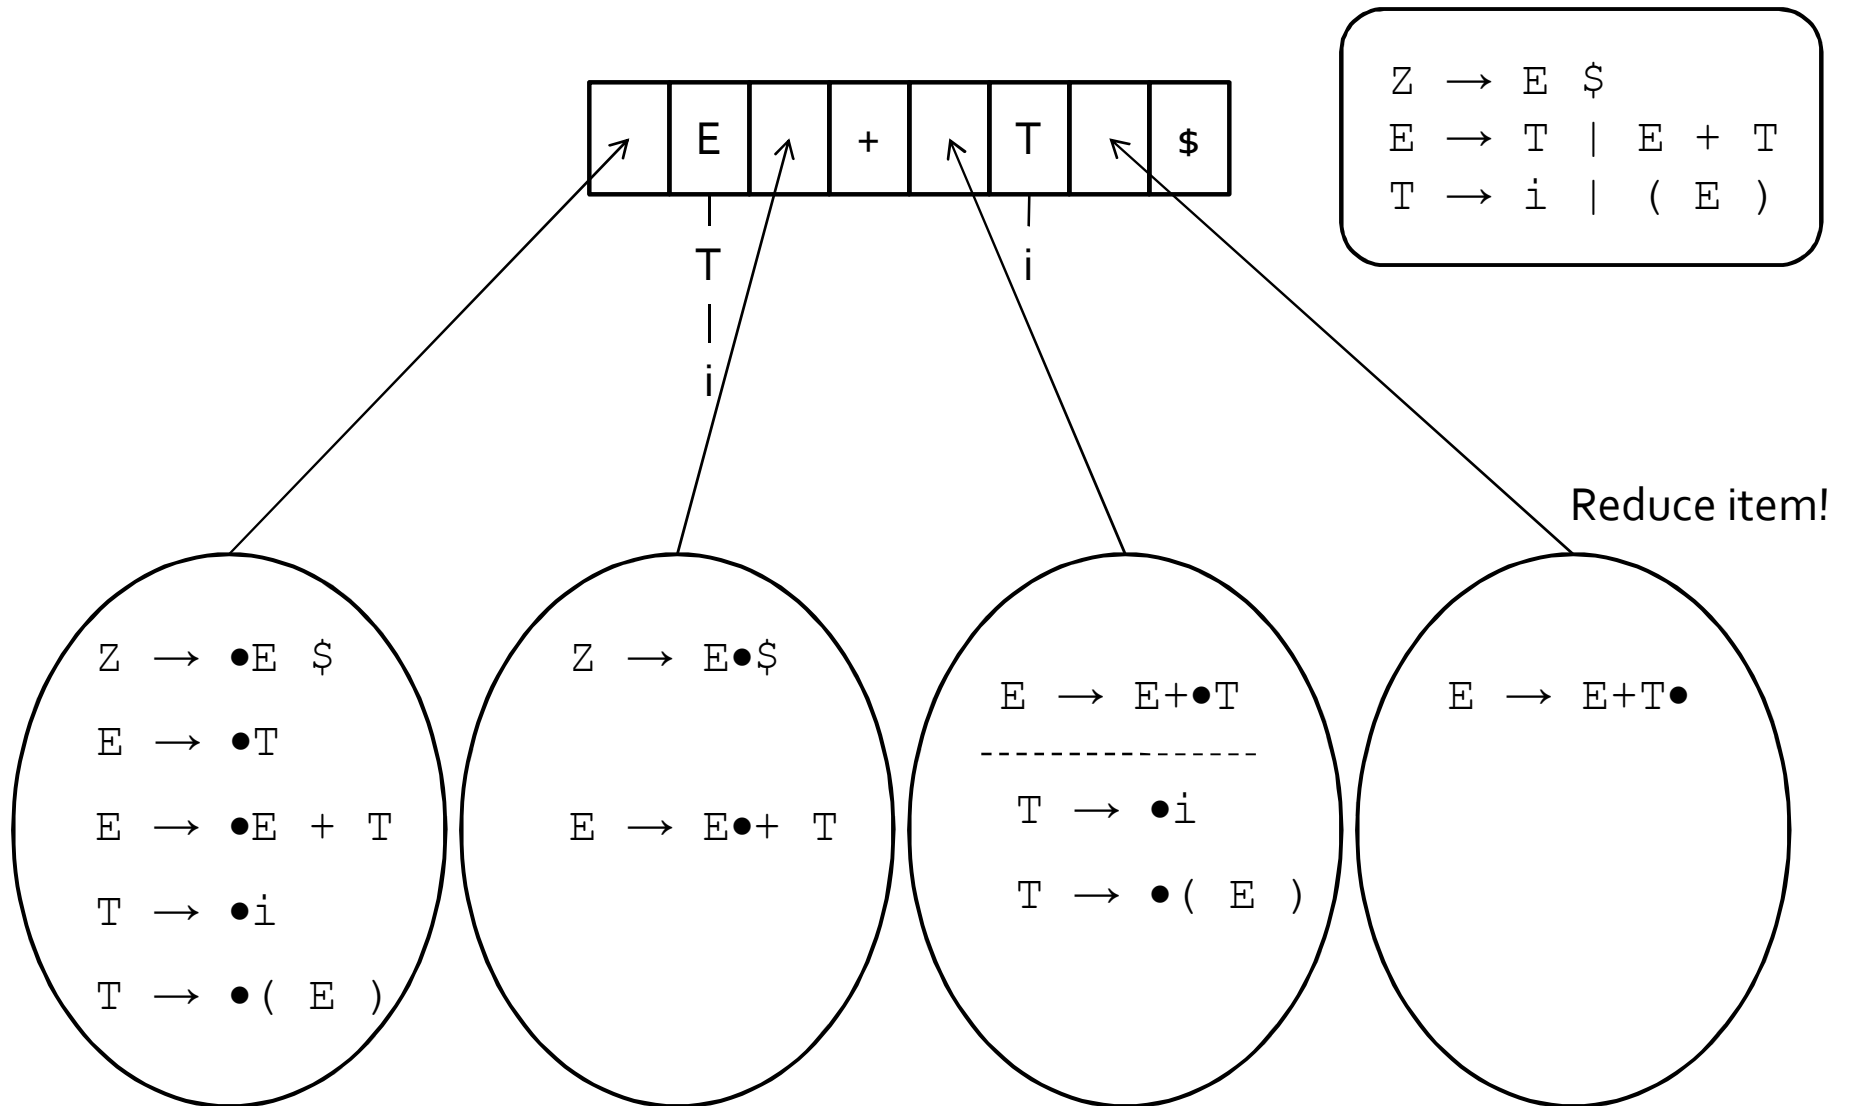 E + T $
Z → E $
E → T | E + T
T → i | ( E )
T i
i
Reduce item!
Z → •E $
E → •T
E → •E + T
T → •i
T → •( E )
Z → E•$
E → E•+ T
E → E+•T
T → •i
T → •( E )
E → E+T•